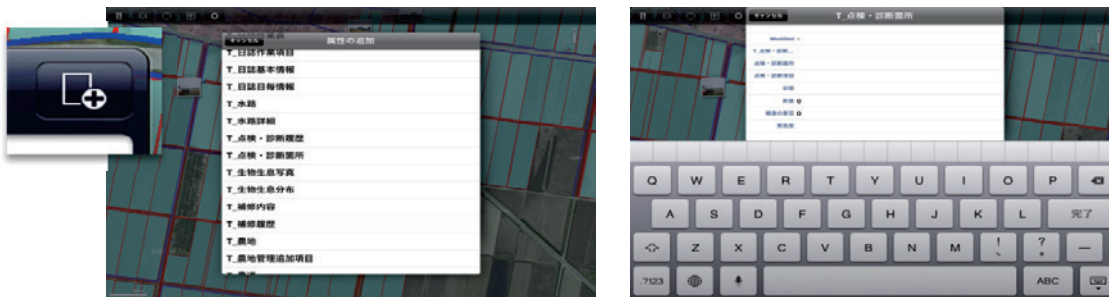 キャンセル
属性の追加
T_日誌作業項目
T_日誌基本情報
T_日誌日毎情報
T_水路
T_水路詳細
T_点検・診断履歴
T_点検・診断箇所
T_生物生息写真
T_生物生息分布
T_補修内容
T_補修履歴
T_農地
T_農地管理追加項目
キャンセル
T_点検・診断箇所
T_点検・診断...
点検・診断箇所
点検・診断項目
Q W E R T Y U I O P
A S D F G H J K L 完了
Z X C V B N M ! 、 ? 。 —
.?123 ABC